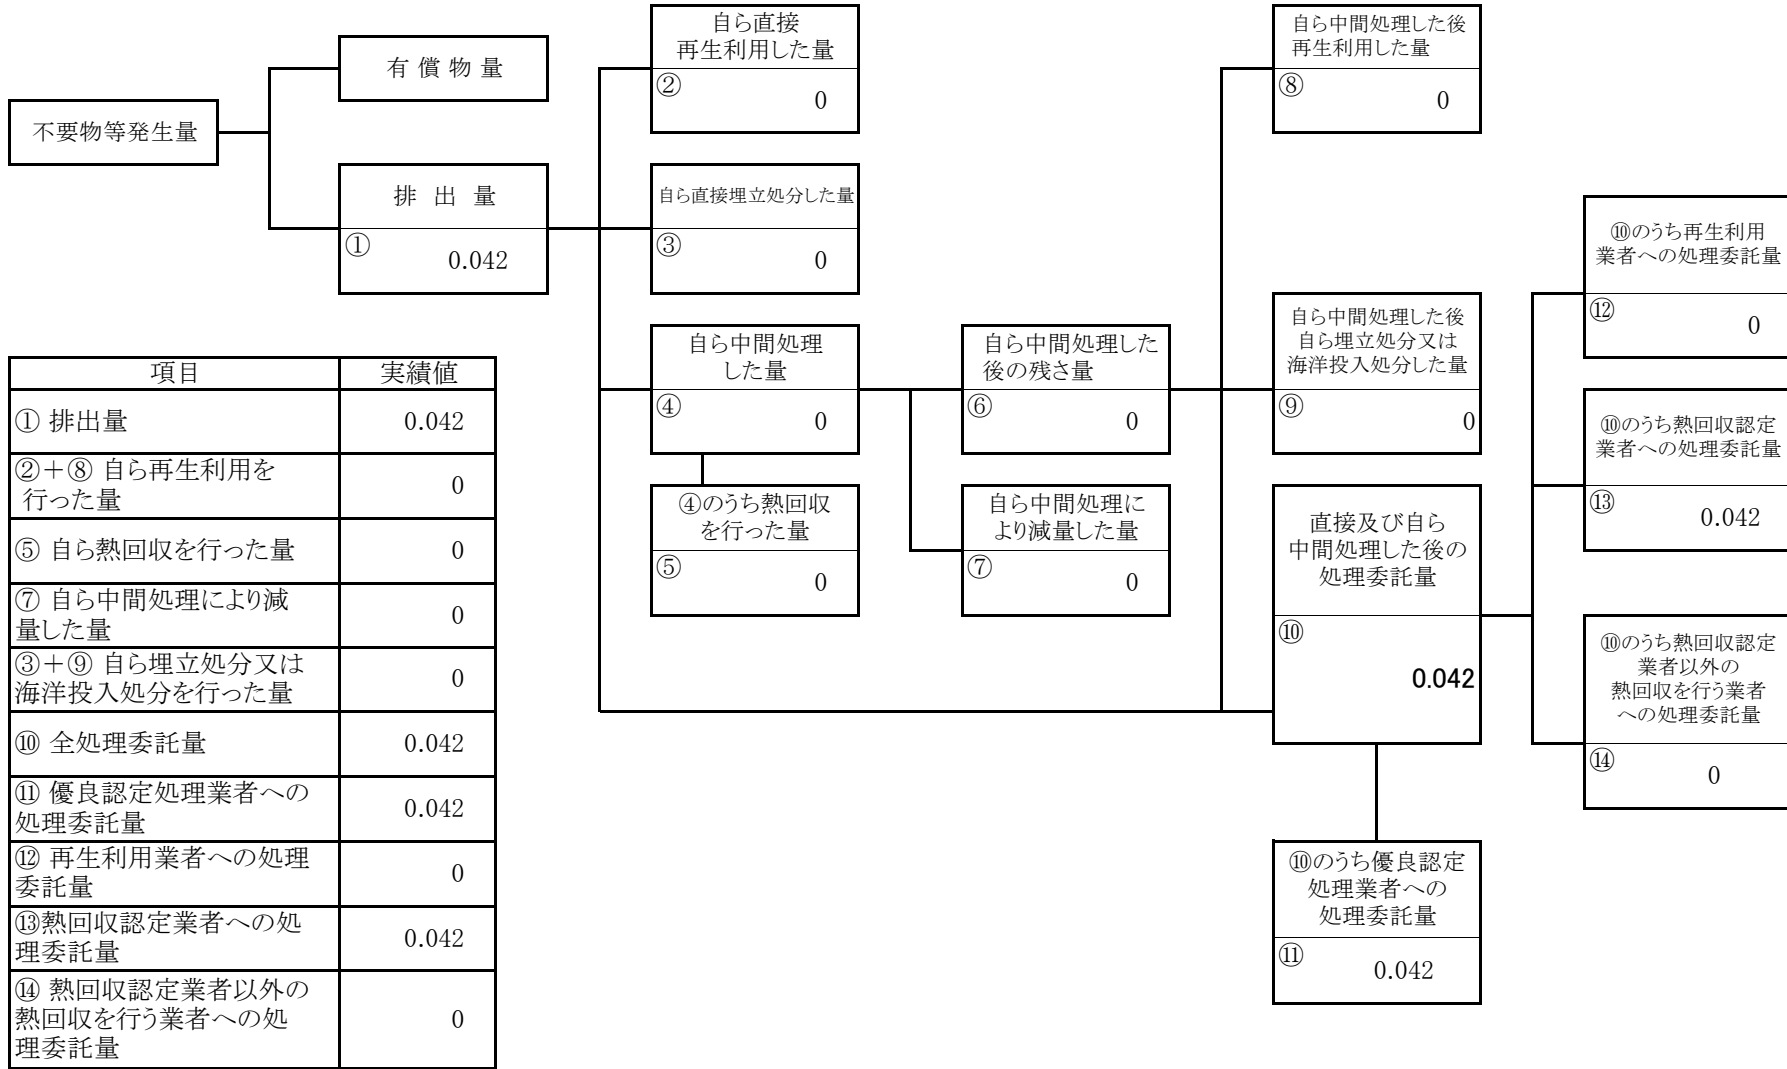 不要物等発生量
有 償 物 量
排 出 量
①
0.042
自ら直接
再生利用した量
②
0
自ら直接埋立処分した量
③
0
自ら中間処理
した量
④
0
④のうち熱回収
を行った量
⑤
0
自ら中間処理した
後の残さ量
⑥
0
自ら中間処理に
より減量した量
⑦
0
自ら中間処理した後
再生利用した量
⑧
0
自ら中間処理した後
自ら埋立処分又は
海洋投入処分した量
⑨
0
直接及び自ら
中間処理した後の
処理委託量
⑩
0.042
⑩のうち優良認定
処理業者への
処理委託量
⑪
0.042
⑩のうち再生利用
業者への処理委託量
⑫
0
⑩のうち熱回収認定
業者への処理委託量
⑬
0.042
⑩のうち熱回収認定
業者以外の
熱回収を行う業者
への処理委託量
⑭
0
項目 実績値
① 排出量 0.042
②＋⑧ 自ら再生利用を
行った量 0
⑤ 自ら熱回収を行った量 0
⑦ 自ら中間処理により減
量した量 0
③＋⑨ 自ら埋立処分又は
海洋投入処分を行った量 0
⑩ 全処理委託量 0.042
⑪ 優良認定処理業者への
処理委託量 0.042
⑫ 再生利用業者への処理
委託量 0
⑬熱回収認定業者への処
理委託量 0.042
⑭ 熱回収認定業者以外の
熱回収を行う業者への処
理委託量 0